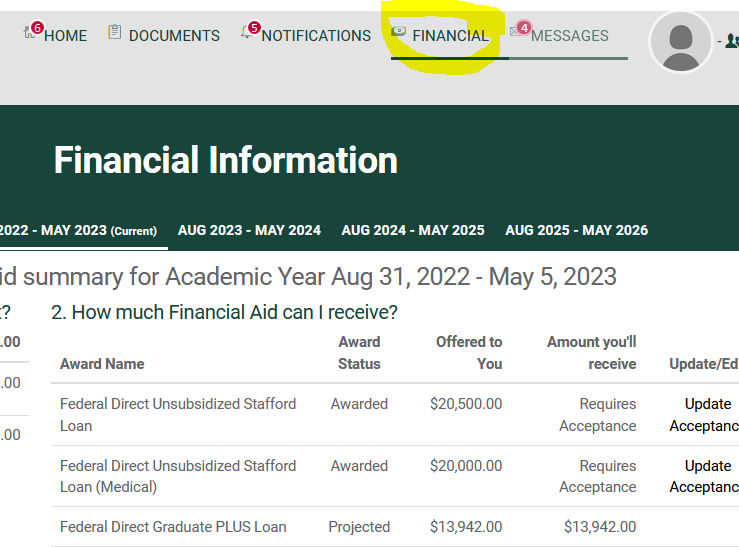 6 HOME DOCUMENTS 5 NOTIFICATIONS FINANCIAL 4 MESSAGES
Financial Information
2022 - MAY 2023 (Current) AUG 2023 - MAY 2024 AUG 2024 - MAY 2025 AUG 2025 - MAY 2026
id summary for Academic Year Aug 31, 2022 - May 5, 2023
? 2. How much Financial Aid can I receive?
.00 Award Offered to Amount you'll
Award Name Status You receive Update/Edi
.00 Federal Direct Unsubsidized Stafford Awarded $20,500.00 Requires Update
Loan Acceptance Acceptanc
.00 Federal Direct Unsubsidized Stafford Awarded $20,000.00 Requires Update
Loan (Medical) Acceptance Acceptanc
Federal Direct Graduate PLUS Loan Projected $13,942.00 $13,942.00